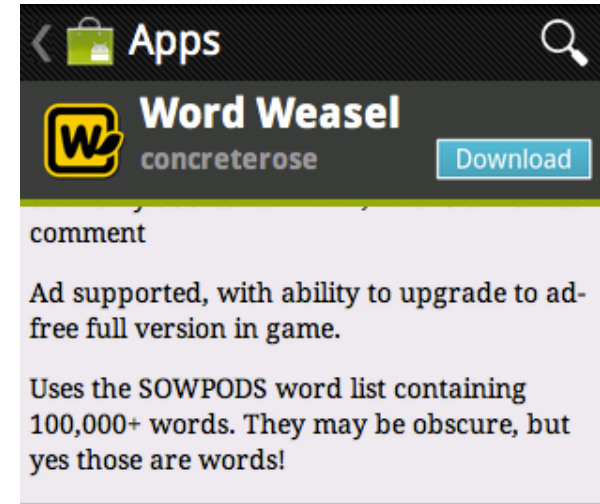 Apps
Word Weasel
concreterose
Download
comment
Ad supported, with ability to upgrade to ad-
free full version in game.
Uses the SOWPODS word list containing
100,000+ words. They may be obscure, but
yes those are words!